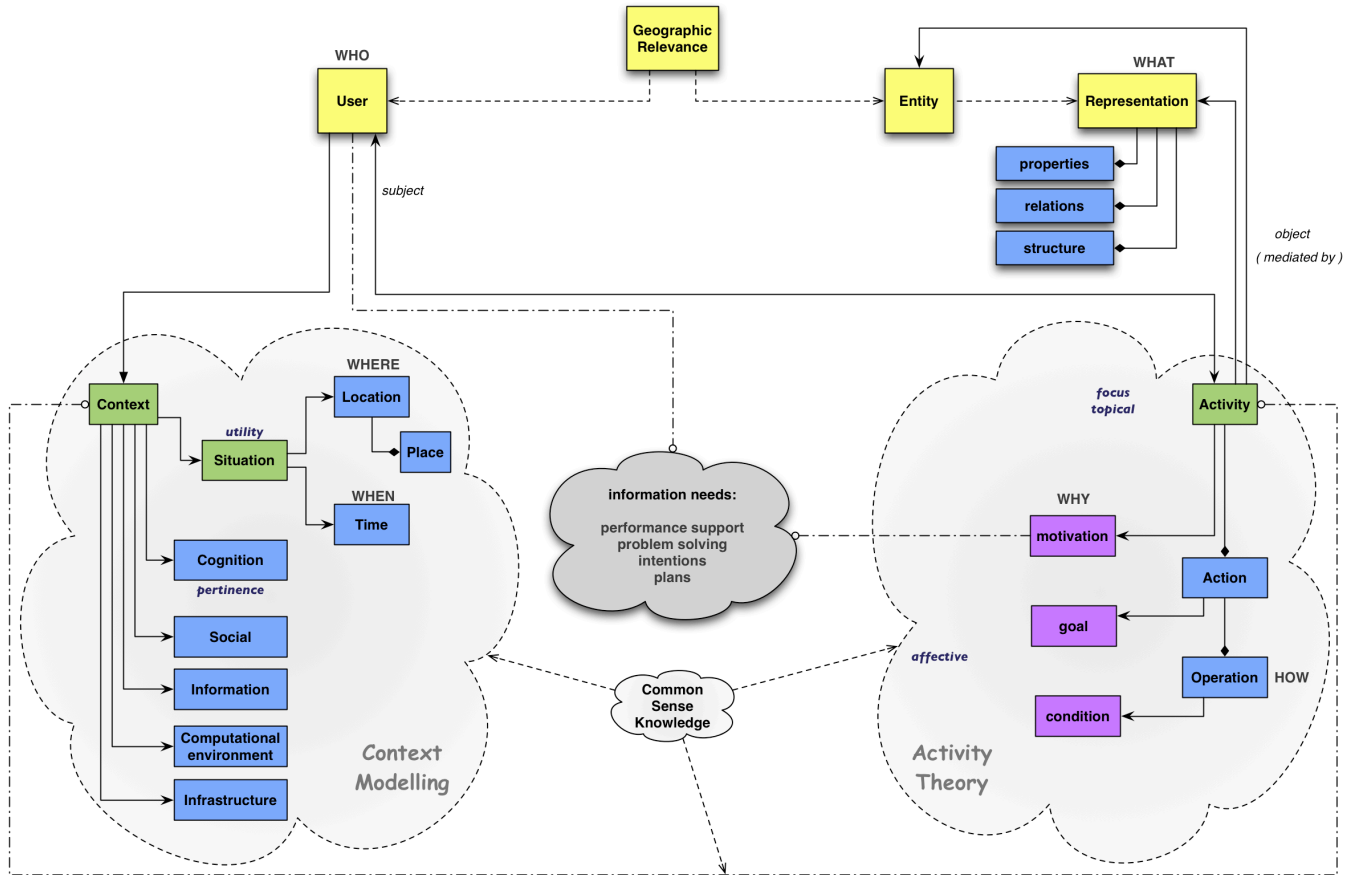 Geographic
Relevance
WHO
User
Entity
WHAT
Representation
properties
relations
structure
subject
object
( mediated by )
WHERE
Location
Context
utility
Situation
Place
WHEN
Time
Cognition
pertinence
Social
Information
Computational
environment
Infrastructure
Context
Modelling
information needs:
performance support
problem solving
intentions
plans
Common
Sense
Knowledge
focus
topical
Activity
WHY
motivation
Action
goal
affective
Operation
HOW
condition
Activity
Theory